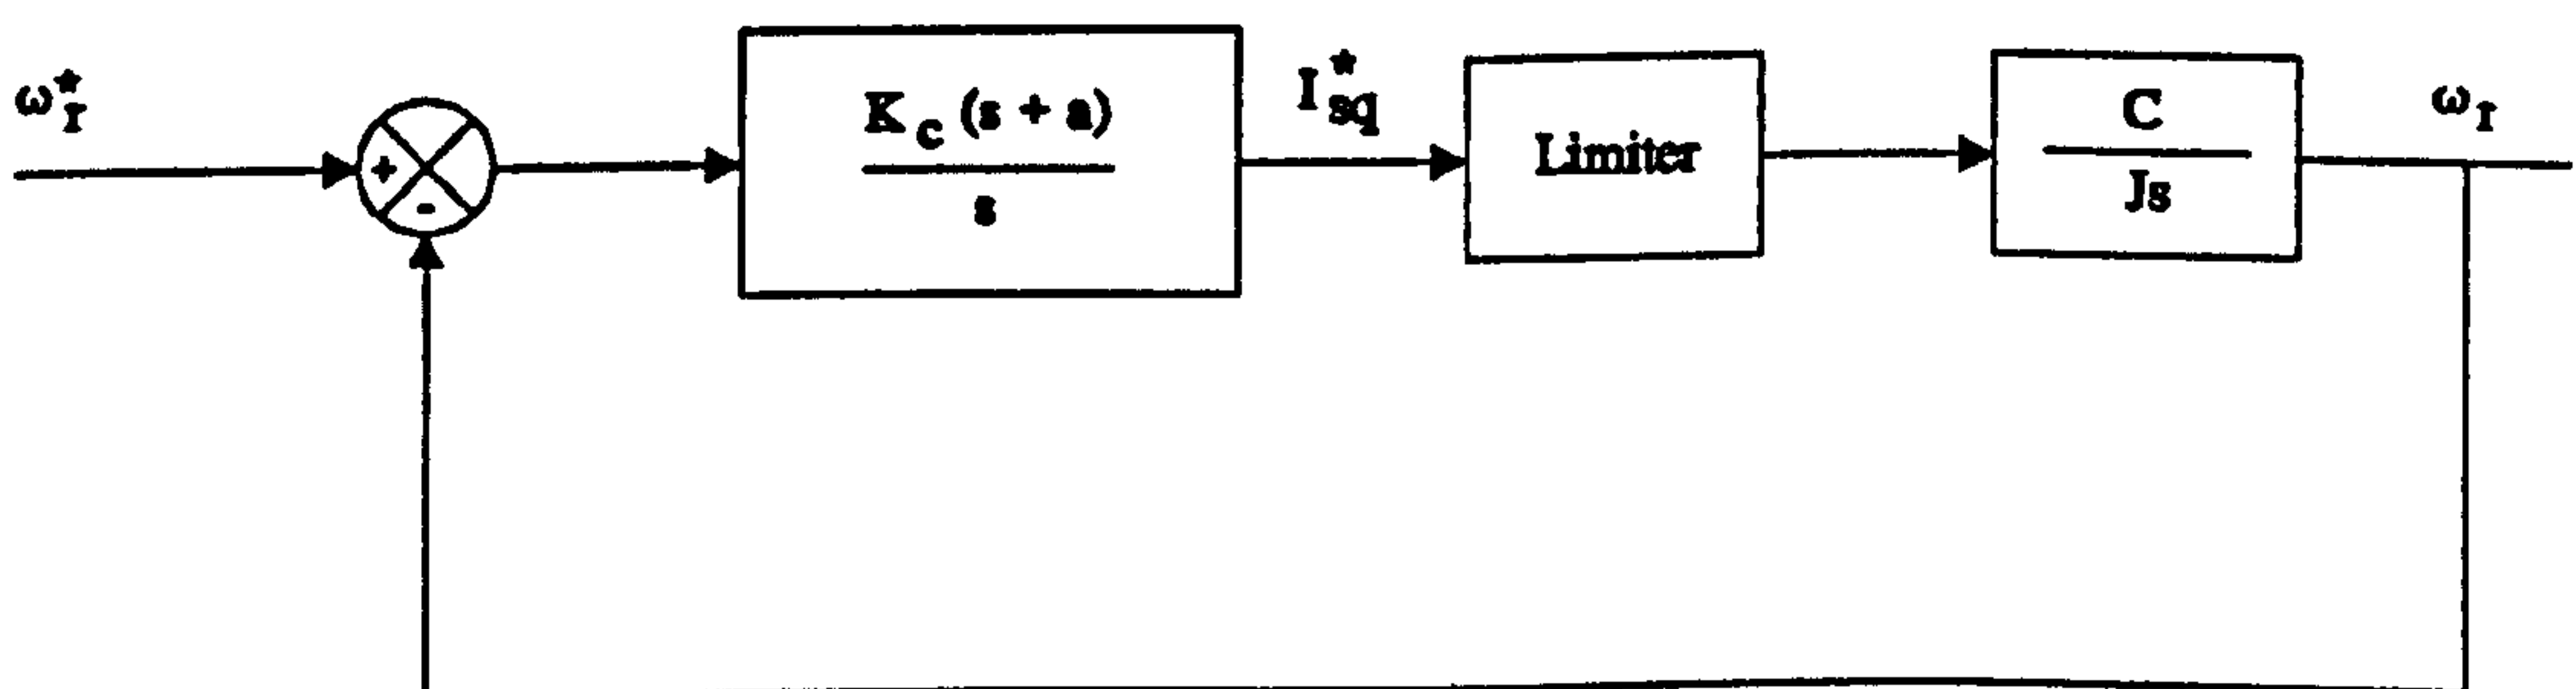 ω*r
+
-
Kc (s + a)
s
I*sq
Limiter
C
Js
ωr